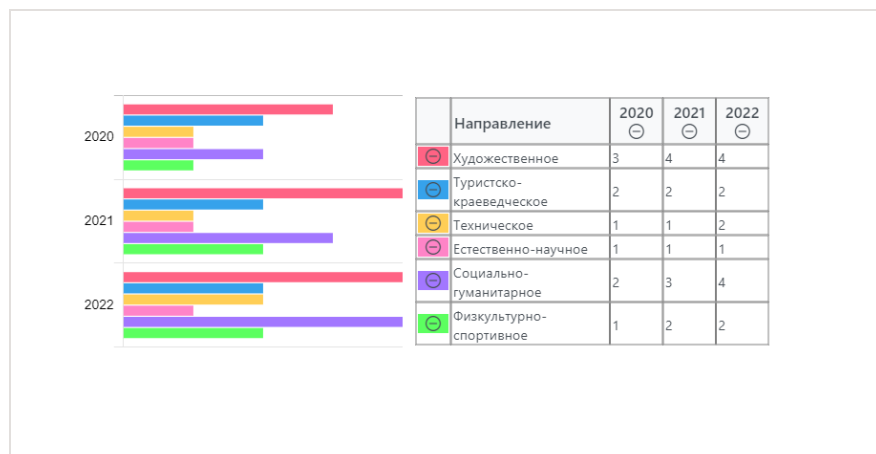 2020
2021
2022
Направление 2020 2021 2022
Художественное 3 4 4
Туристско-
краеведческое 2 2 2
Техническое 1 1 2
Естественно-научное 1 1 1
Социально-
гуманитарное 2 3 4
Физкультурно-
спортивное 1 2 2